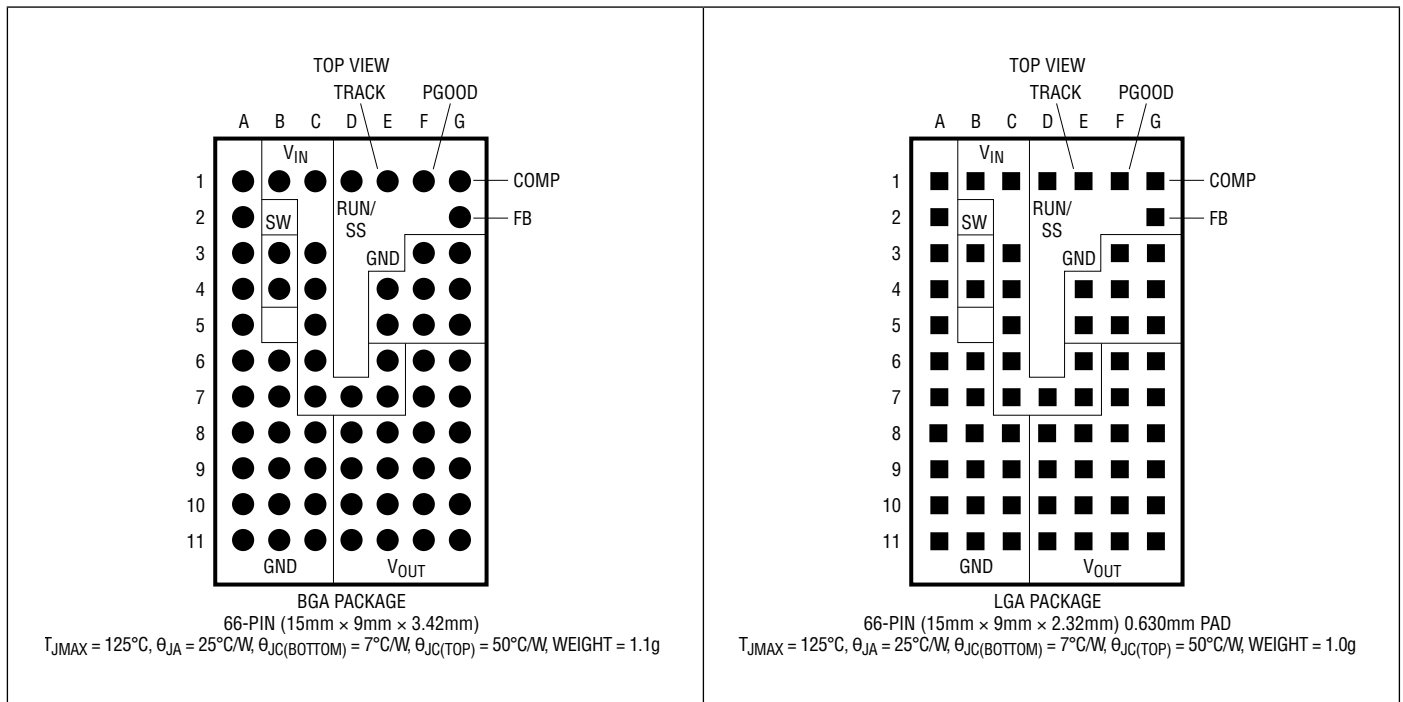 TOP VIEW
TRACK PGOOD
A B C D E F G
V_IN
1 COMP
RUN/
2 SW SS FB
3 GND
4
5
6
7
8
9
10
11
GND V_OUT
BGA PACKAGE
66-PIN (15mm × 9mm × 3.42mm)
T_JMAX = 125°C, θ_JA = 25°C/W, θ_JC(BOTTOM) = 7°C/W, θ_JC(TOP) = 50°C/W, WEIGHT = 1.1g
TOP VIEW
TRACK PGOOD
A B C D E F G
V_IN
1 COMP
RUN/
2 SW SS FB
3 GND
4
5
6
7
8
9
10
11
GND V_OUT
LGA PACKAGE
66-PIN (15mm × 9mm × 2.32mm) 0.630mm PAD
T_JMAX = 125°C, θ_JA = 25°C/W, θ_JC(BOTTOM) = 7°C/W, θ_JC(TOP) = 50°C/W, WEIGHT = 1.0g